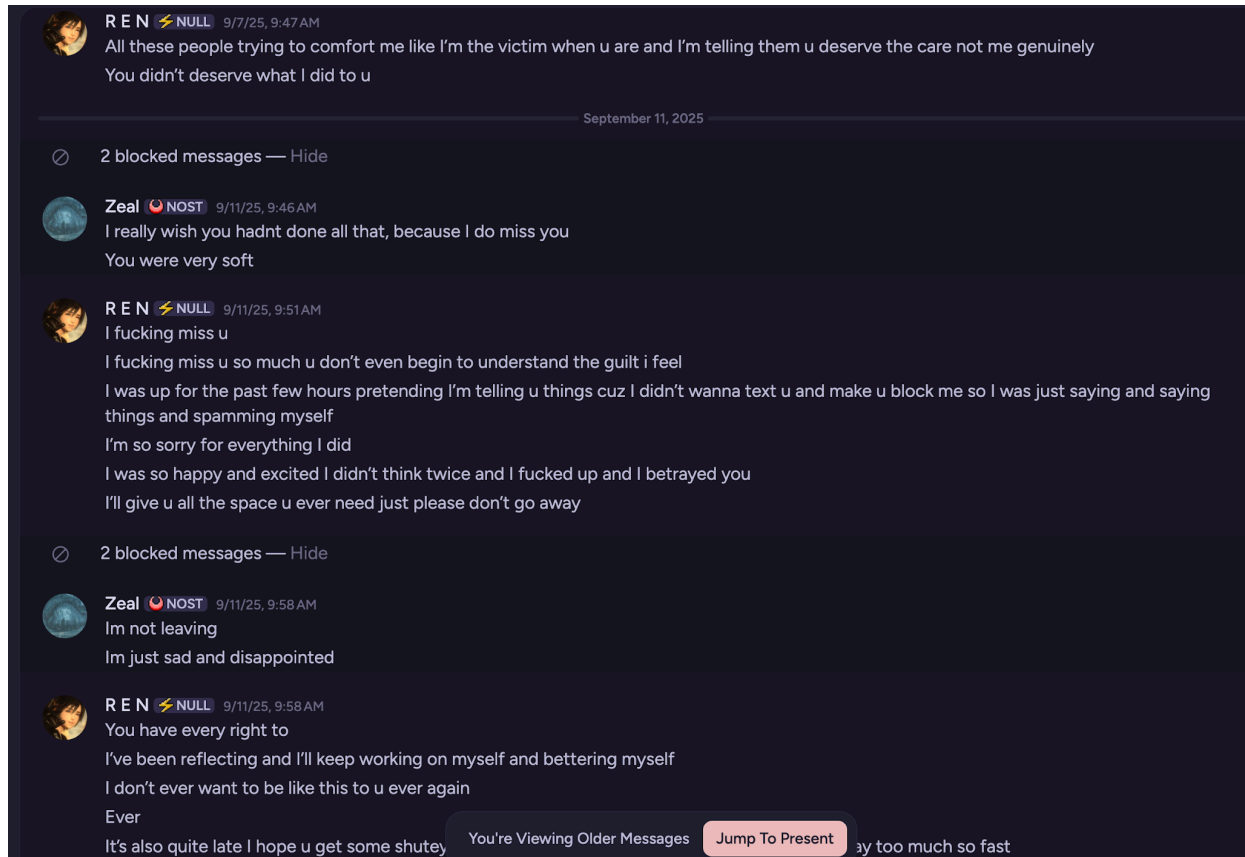 R E N ⚡ NULL 9/7/25, 9:47 AM
All these people trying to comfort me like I’m the victim when u are and I’m telling them u deserve the care not me genuinely
You didn’t deserve what I did to u
September 11, 2025
2 blocked messages — Hide
Zeal NOST 9/11/25, 9:46 AM
I really wish you hadnt done all that, because I do miss you
You were very soft
R E N ⚡ NULL 9/11/25, 9:51 AM
I fucking miss u
I fucking miss u so much u don’t even begin to understand the guilt i feel
I was up for the past few hours pretending I’m telling u things cuz I didn’t wanna text u and make u block me so I was just saying and saying
things and spamming myself
I’m so sorry for everything I did
I was so happy and excited I didn’t think twice and I fucked up and I betrayed you
I’ll give u all the space u ever need just please don’t go away
2 blocked messages — Hide
Zeal NOST 9/11/25, 9:58 AM
Im not leaving
Im just sad and disappointed
R E N ⚡ NULL 9/11/25, 9:58 AM
You have every right to
I’ve been reflecting and I’ll keep working on myself and bettering myself
I don’t ever want to be like this to u ever again
Ever
It’s also quite late I hope u get some shutey
You're Viewing Older Messages Jump To Present
ay too much so fast